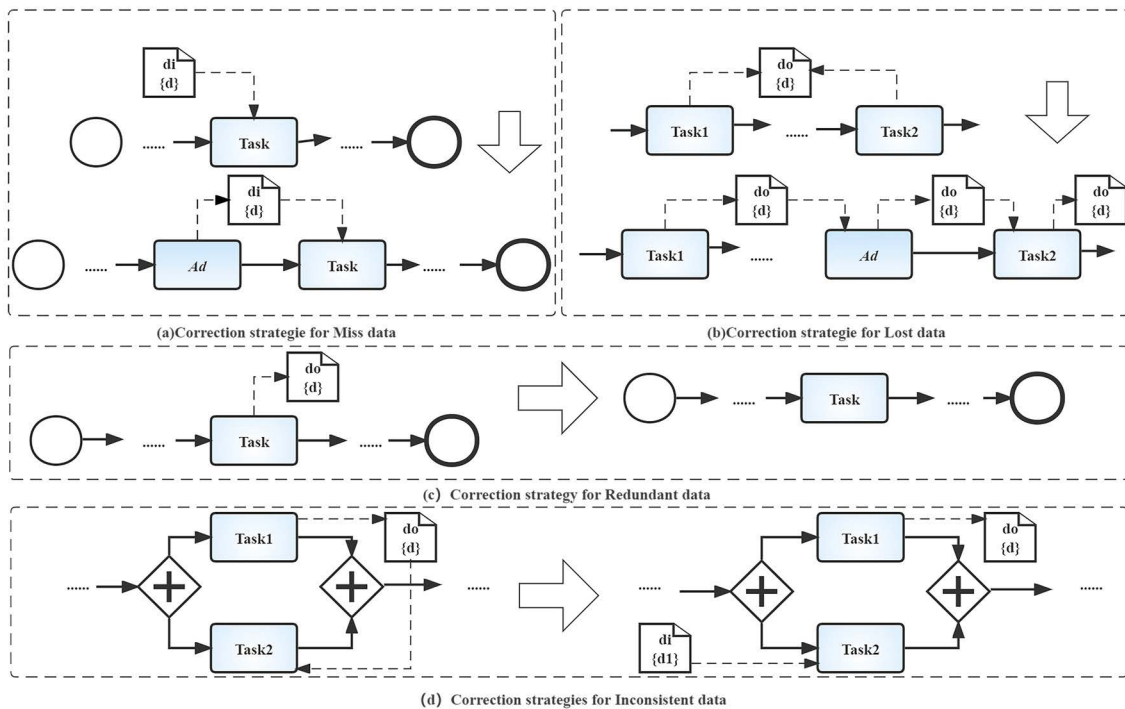 di
{d}
......
Task
......
di
{d}
......
Ad
Task
......
(a)Correction strategie for Miss data
do
{d}
Task1
......
Task2
do
{d}
do
{d}
do
{d}
Task1
......
Ad
Task2
(b)Correction strategie for Lost data
do
{d}
......
Task
......
......
Task
......
(c) Correction strategy for Redundant data
Task1
do
{d}
......
......
Task2
Task1
do
{d}
......
......
di
{d1}
Task2
(d) Correction strategies for Inconsistent data